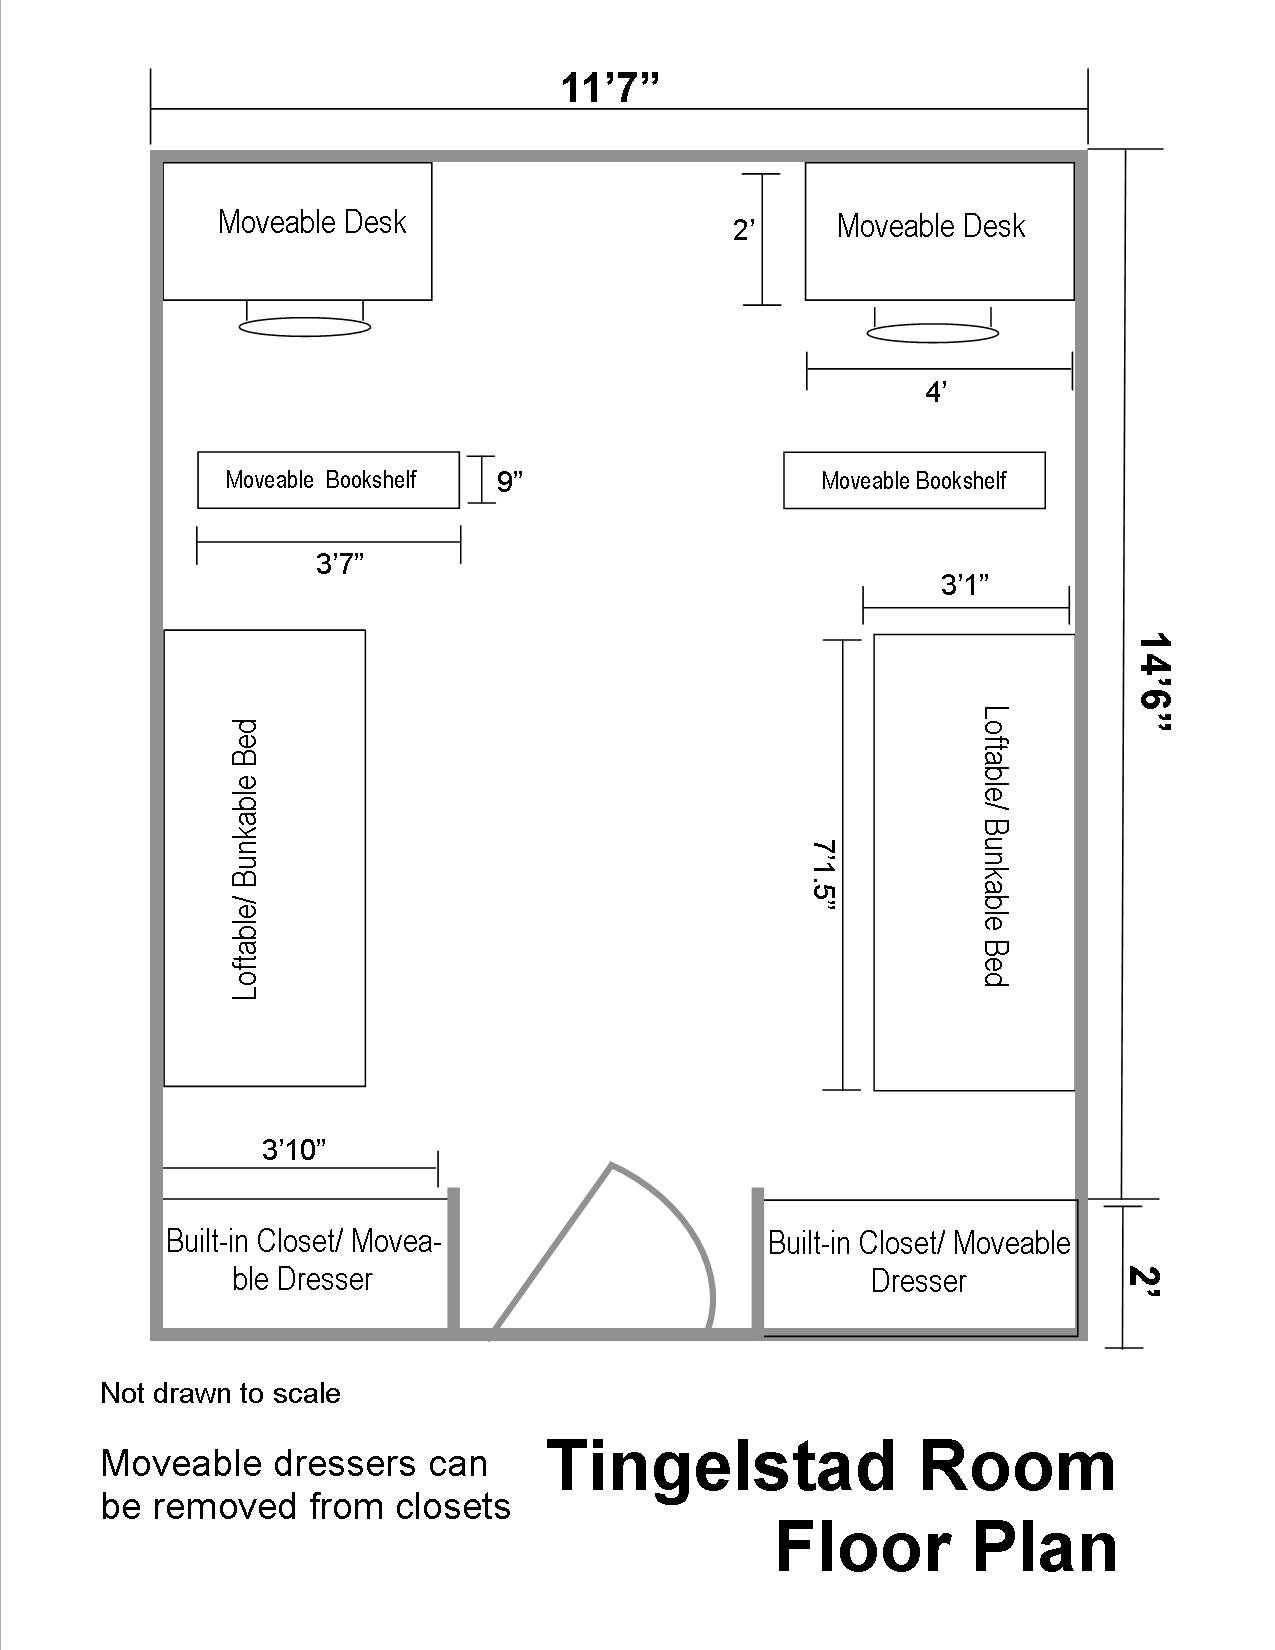 11’7”
Moveable Desk
2’
Moveable Desk
4’
Moveable  Bookshelf
9”
Moveable Bookshelf
3’7”
3’1”
14’6”
Loftable/ Bunkable Bed
7’1.5”
Loftable/ Bunkable Bed
3’10”
Built-in Closet/ Movea-
ble Dresser
Built-in Closet/ Moveable
Dresser
2’
Not drawn to scale
Moveable dressers can
be removed from closets
Tingelstad Room
Floor Plan